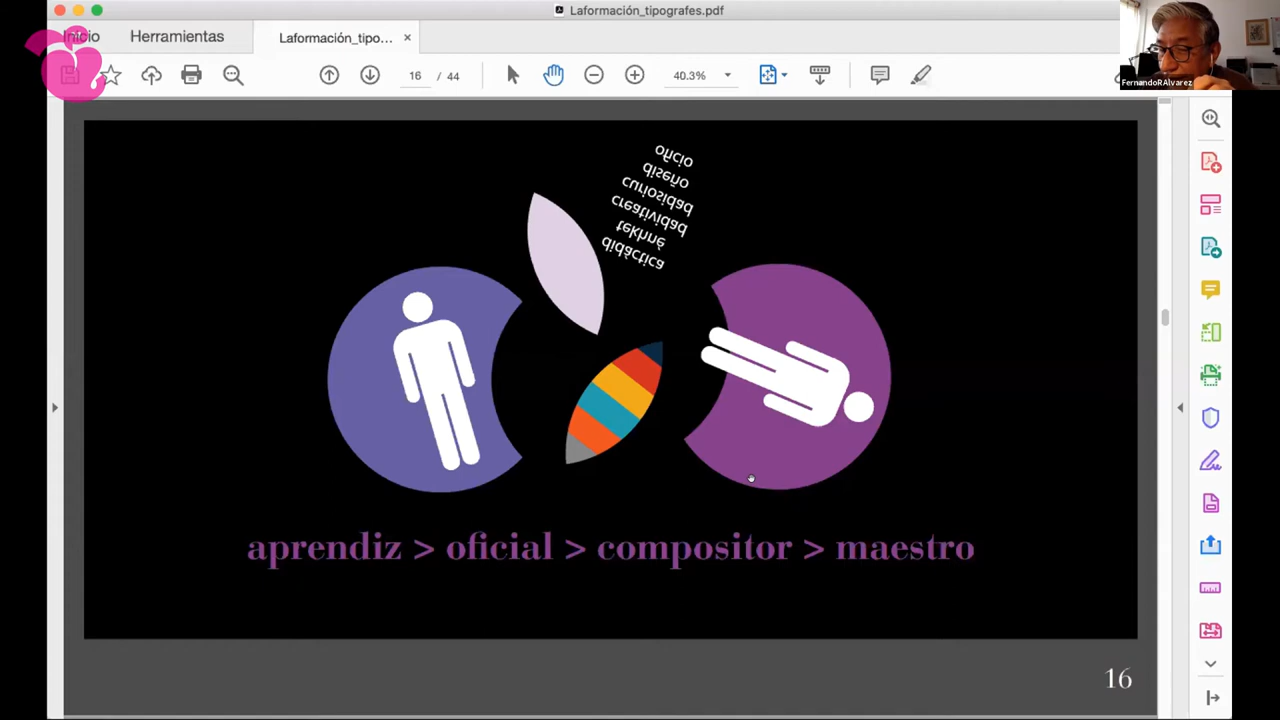 Laformación_tipografes.pdf
Inicio
Herramientas
Laformación_tipo... ×
16 / 44
40.3%
FernandoRAlvarez
oficio
diseño
curiosidad
creatividad
tekhnè
didáctica
aprendiz > oficial > compositor > maestro
16